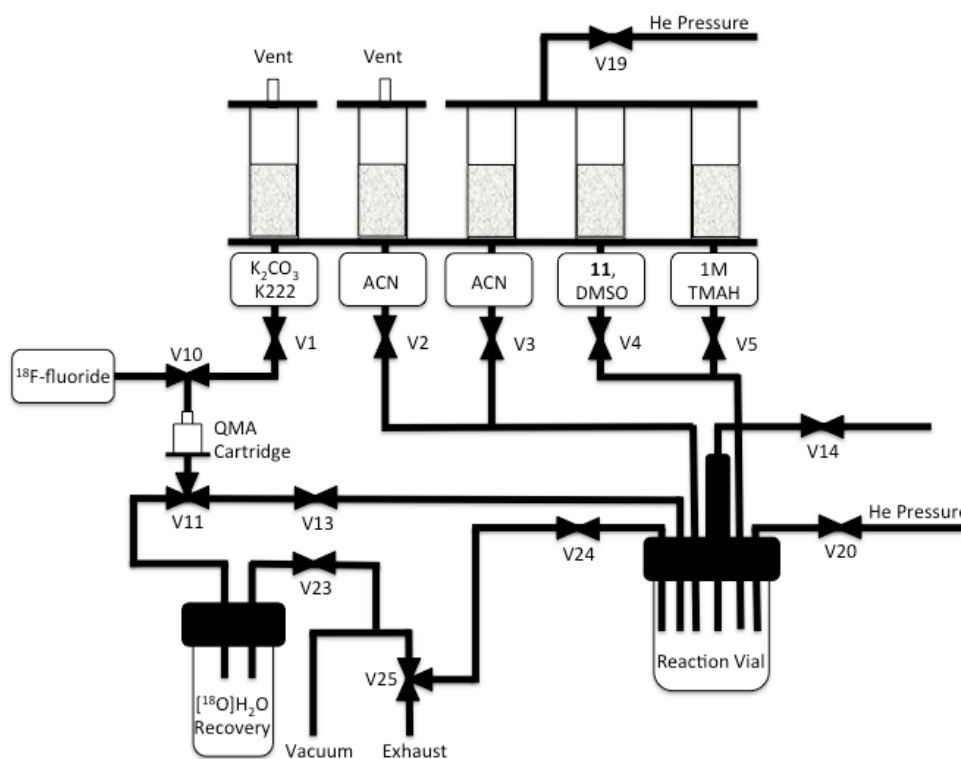 He Pressure
V19
Vent
Vent
K₂CO₃
K222
ACN
ACN
11,
DMSO
1M
TMAH
V1
V2
V3
V4
V5
V10
¹⁸F-fluoride
QMA
Cartridge
V14
V11
V13
He Pressure
V24
V20
V23
Reaction Vial
V25
[¹⁸O]H₂O
Recovery
Vacuum
Exhaust